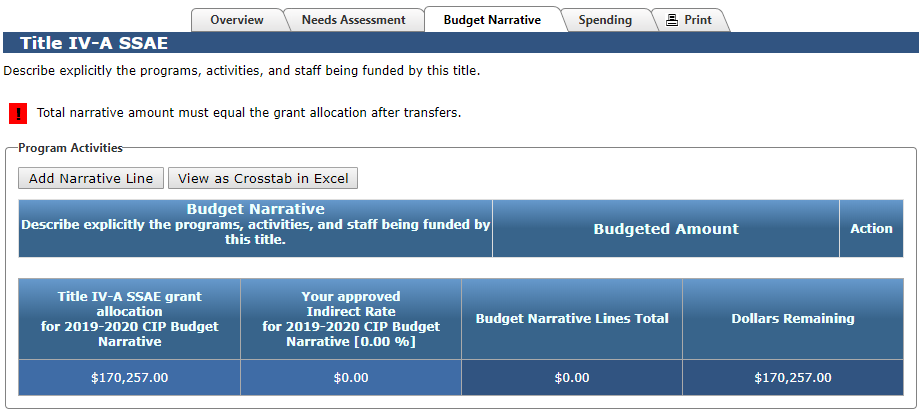 Overview Needs Assessment Budget Narrative Spending Print
Title IV-A SSAE
Describe explicitly the programs, activities, and staff being funded by this title.
! Total narrative amount must equal the grant allocation after transfers.
Program Activities
Add Narrative Line View as Crosstab in Excel
Budget Narrative
Describe explicitly the programs, activities, and staff being funded by
this title.
Budgeted Amount
Action
Title IV-A SSAE grant
allocation
for 2019-2020 CIP Budget
Narrative
Your approved
Indirect Rate
for 2019-2020 CIP Budget
Narrative [0.00 %]
Budget Narrative Lines Total
Dollars Remaining
$170,257.00 $0.00 $0.00 $170,257.00